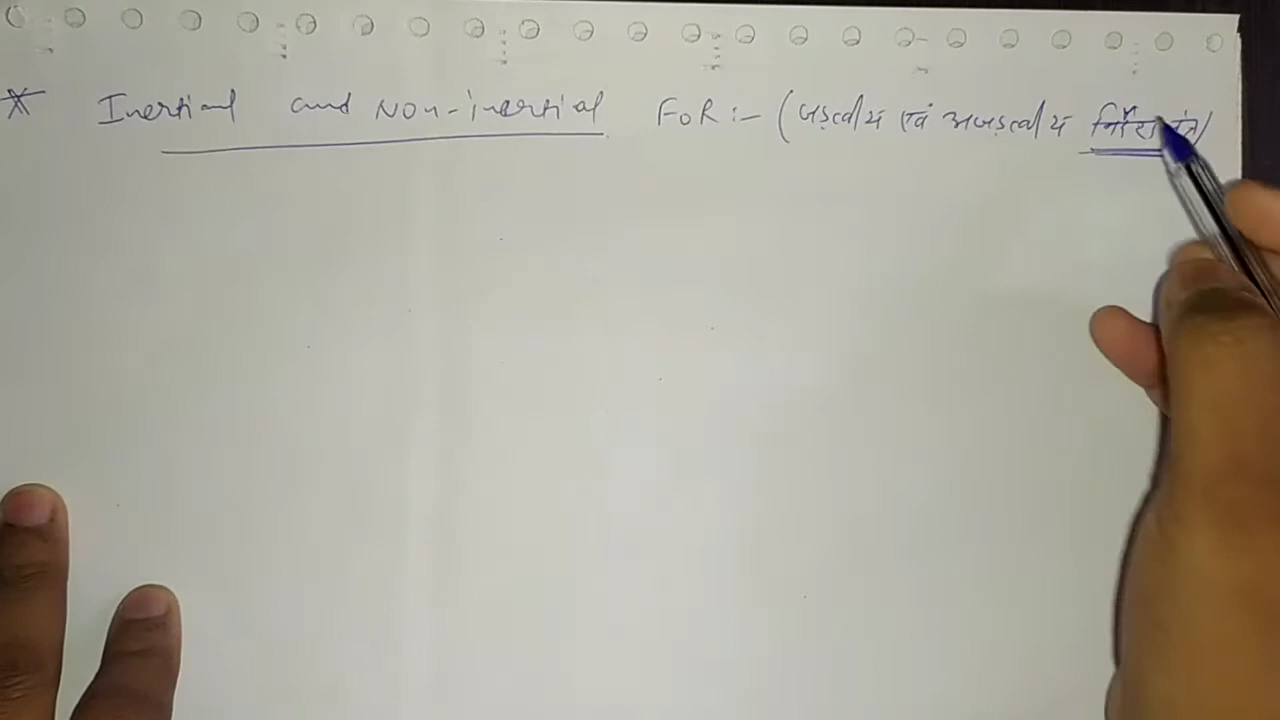 * Inertial and Non-inertial FoR :- (जड़त्वीय एवं अजड़त्वीय